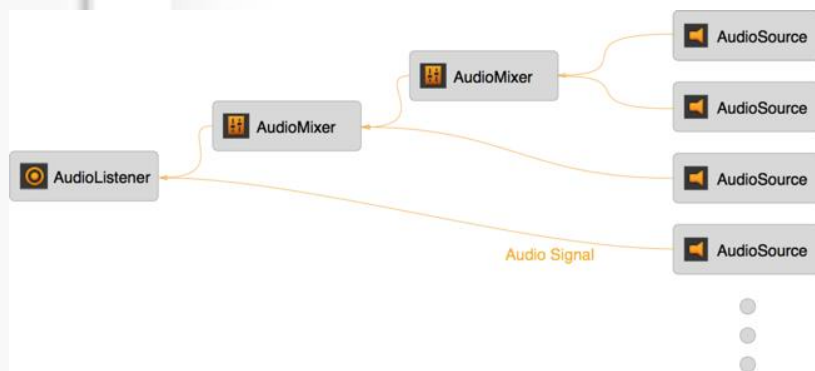 AudioSource
AudioMixer
AudioSource
AudioMixer
AudioListener
AudioSource
AudioSource
Audio Signal